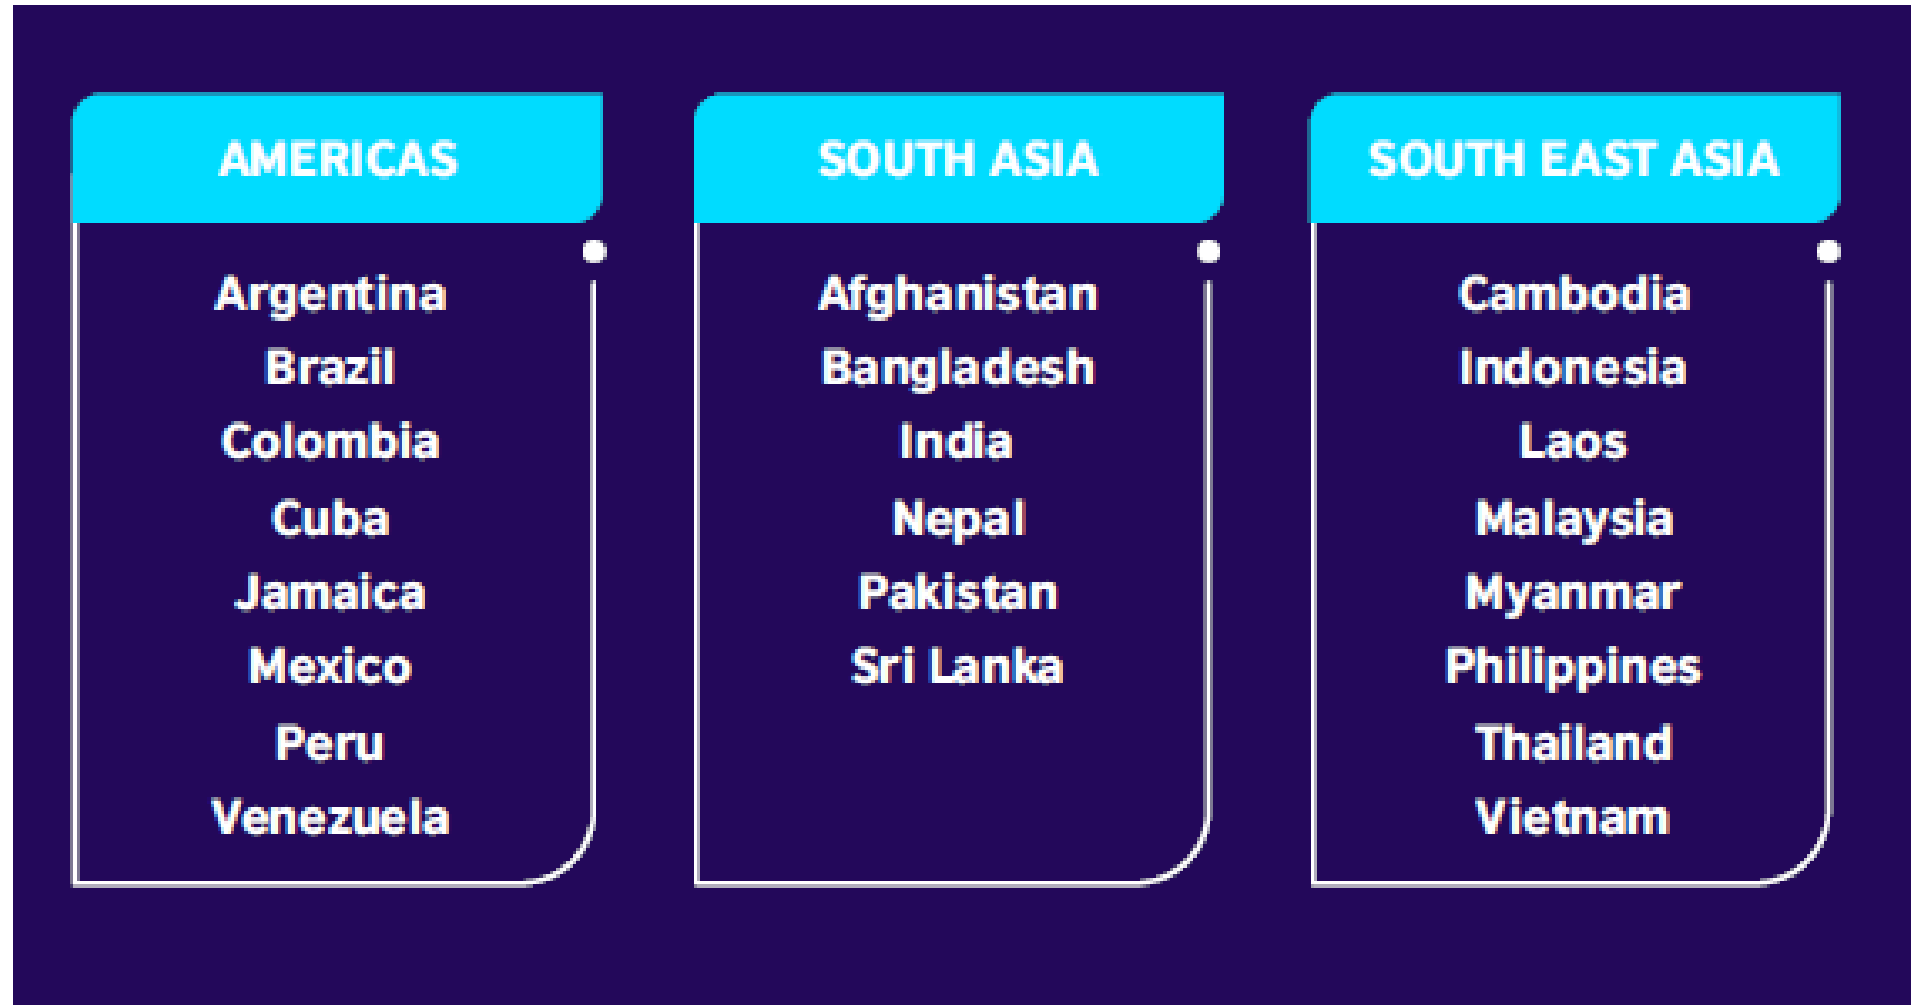 AMERICAS
Argentina
Brazil
Colombia
Cuba
Jamaica
Mexico
Peru
Venezuela
SOUTH ASIA
Afghanistan
Bangladesh
India
Nepal
Pakistan
Sri Lanka
SOUTH EAST ASIA
Cambodia
Indonesia
Laos
Malaysia
Myanmar
Philippines
Thailand
Vietnam